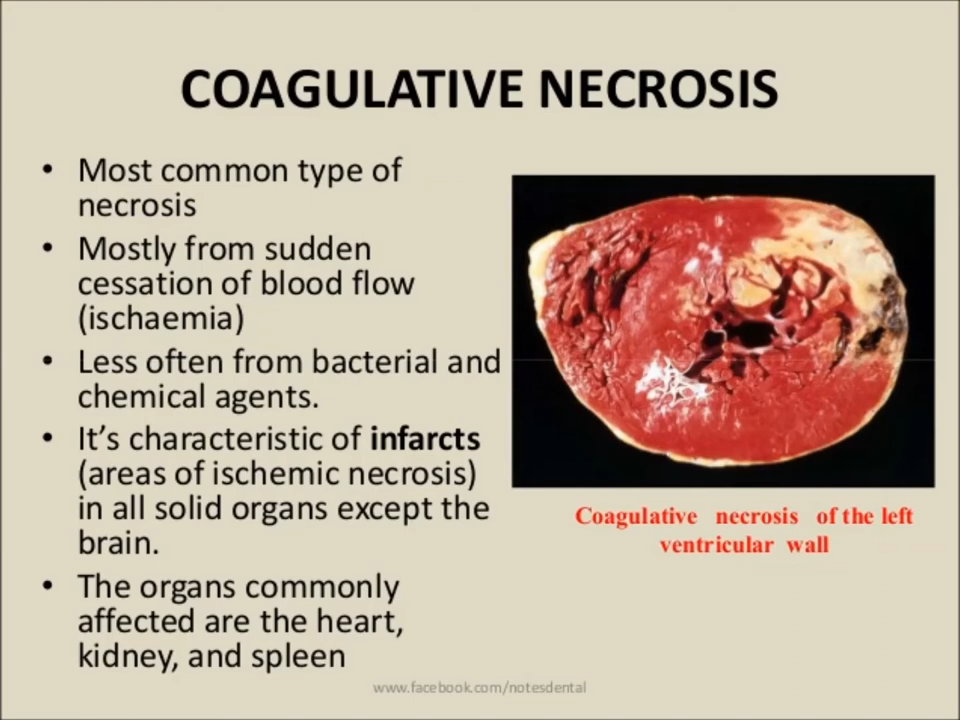 COAGULATIVE NECROSIS
• Most common type of
necrosis
• Mostly from sudden
cessation of blood flow
(ischaemia)
• Less often from bacterial and
chemical agents.
• It’s characteristic of infarcts
(areas of ischemic necrosis)
in all solid organs except the
brain.
• The organs commonly
affected are the heart,
kidney, and spleen
Coagulative necrosis of the left
ventricular wall
www.facebook.com/notesdental